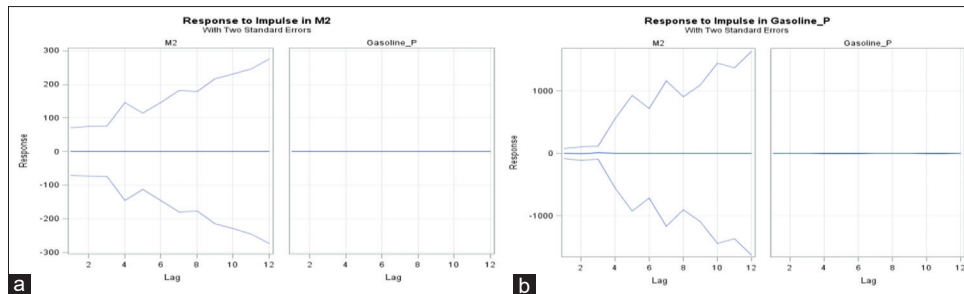 Response to Impulse in M2
With Two Standard Errors
M2
Gasoline_P
300
200
100
0
-100
-200
-300
Response
2 4 6 8 10 12
2 4 6 8 10 12
Lag
Lag
a
Response to Impulse in Gasoline_P
With Two Standard Errors
M2
Gasoline_P
1000
0
-1000
Response
2 4 6 8 10 12
2 4 6 8 10 12
Lag
Lag
b